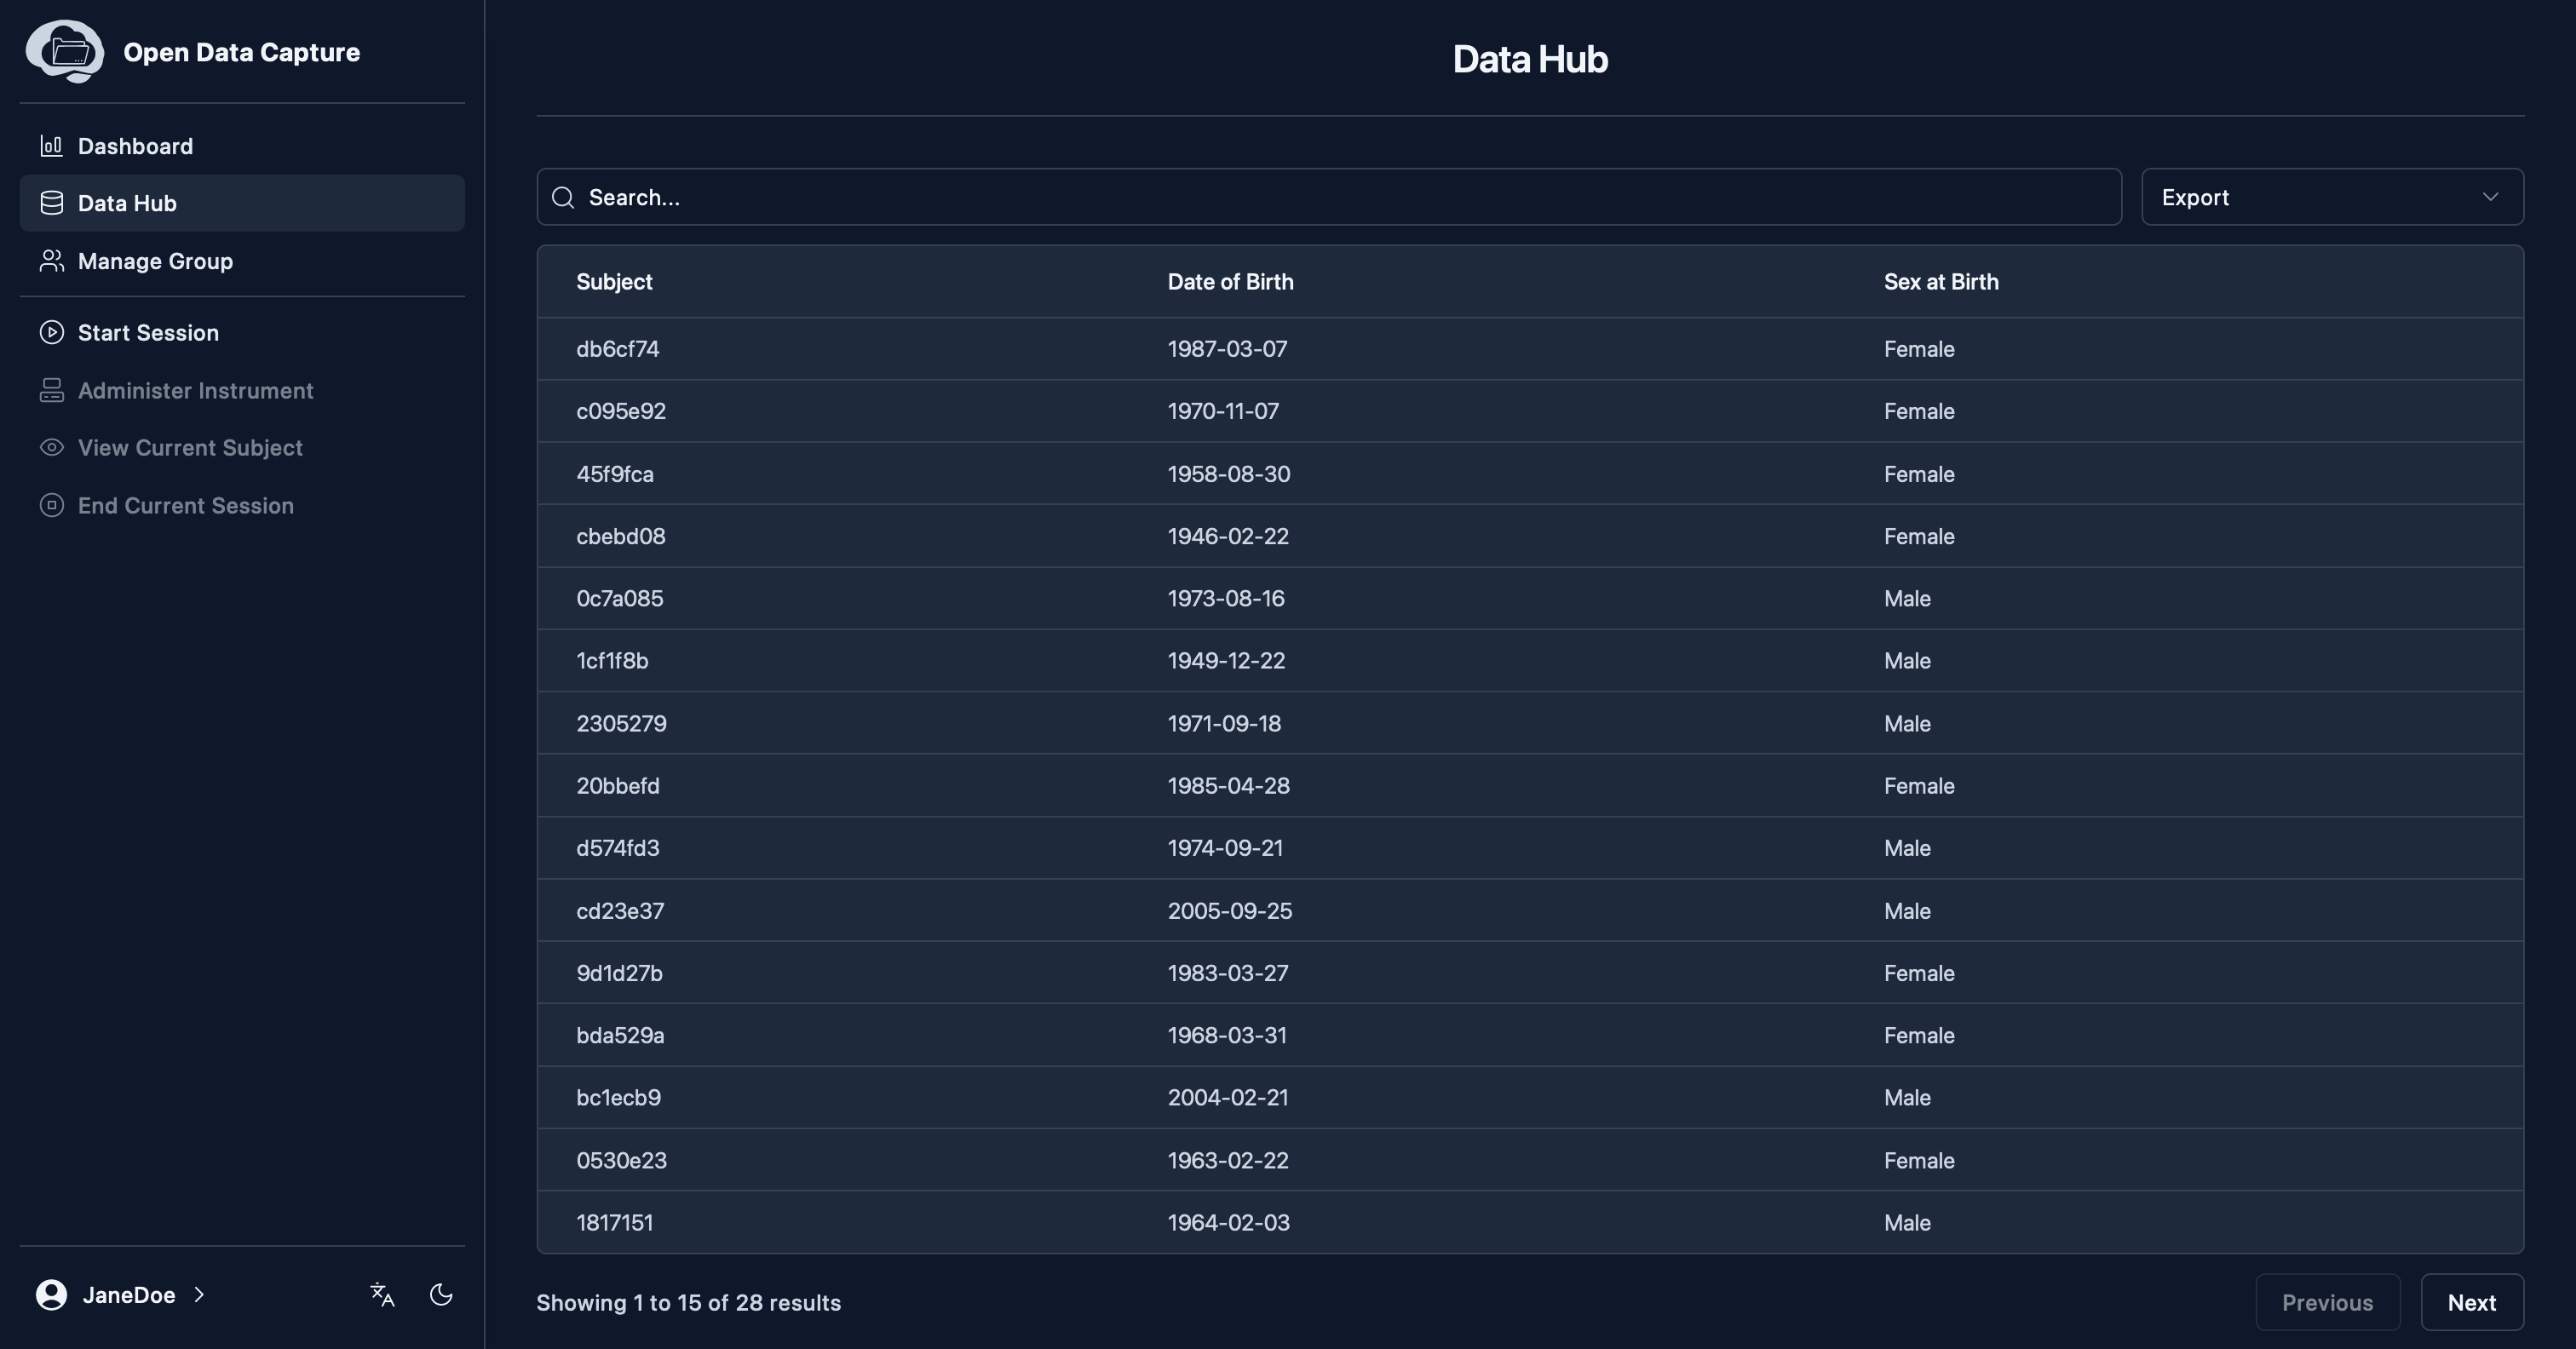 Open Data Capture
Dashboard
Data Hub
Manage Group
Start Session
Administer Instrument
View Current Subject
End Current Session
JaneDoe
Data Hub
Search...
Export
Subject Date of Birth Sex at Birth
db6cf74 1987-03-07 Female
c095e92 1970-11-07 Female
45f9fca 1958-08-30 Female
cbebd08 1946-02-22 Female
0c7a085 1973-08-16 Male
1cf1f8b 1949-12-22 Male
2305279 1971-09-18 Male
20bbefd 1985-04-28 Female
d574fd3 1974-09-21 Male
cd23e37 2005-09-25 Male
9d1d27b 1983-03-27 Female
bda529a 1968-03-31 Female
bc1ecb9 2004-02-21 Male
0530e23 1963-02-22 Female
1817151 1964-02-03 Male
Showing 1 to 15 of 28 results
Previous
Next